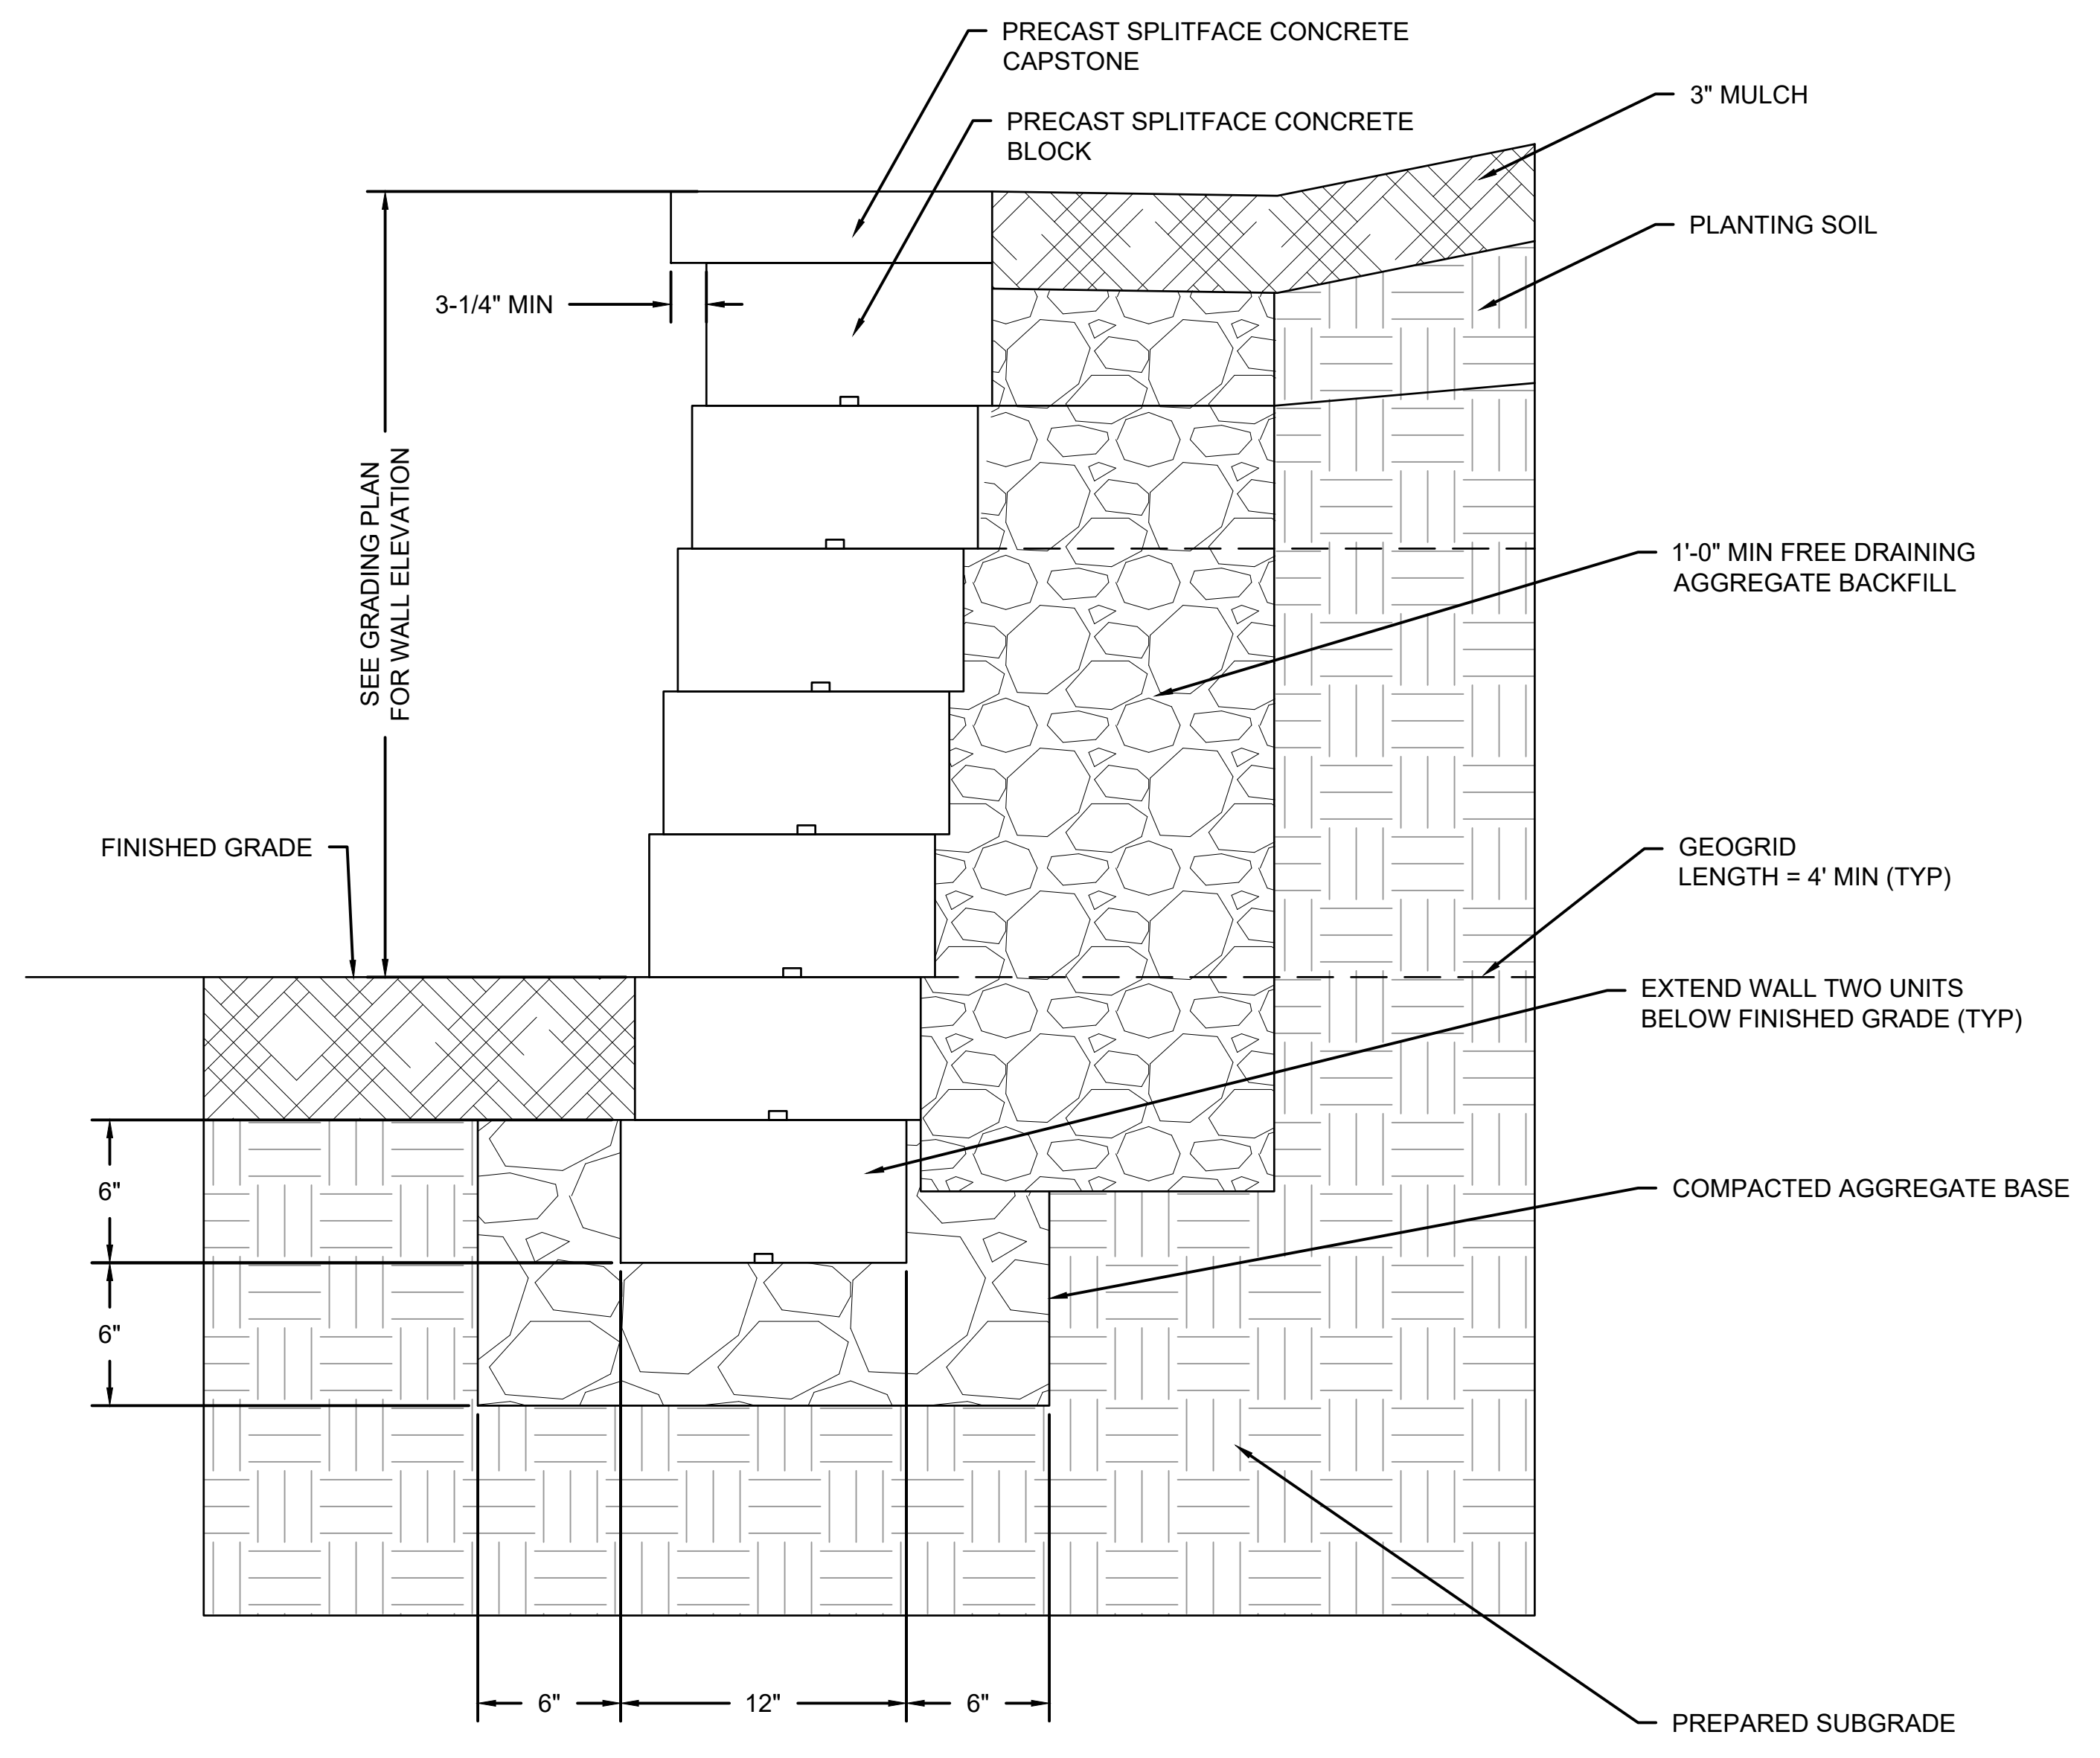 PRECAST SPLITFACE CONCRETE
CAPSTONE
3" MULCH
PRECAST SPLITFACE CONCRETE
BLOCK
PLANTING SOIL
3-1/4" MIN
SEE GRADING PLAN
FOR WALL ELEVATION
1'-0" MIN FREE DRAINING
AGGREGATE BACKFILL
FINISHED GRADE
GEOGRID
LENGTH = 4' MIN (TYP)
EXTEND WALL TWO UNITS
BELOW FINISHED GRADE (TYP)
6"
COMPACTED AGGREGATE BASE
6"
6"
12"
6"
PREPARED SUBGRADE